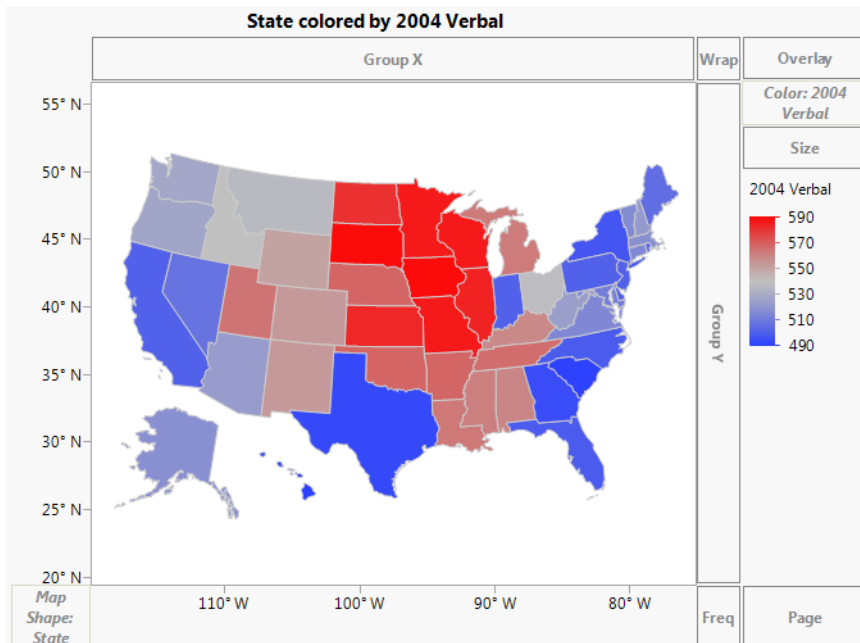 State colored by 2004 Verbal
Group X
Wrap
Overlay
Color: 2004
Verbal
Size
2004 Verbal
590
570
550
530
510
490
55° N
50° N
45° N
40° N
35° N
30° N
25° N
20° N
Group Y
110° W
100° W
90° W
80° W
Map
Shape:
State
Freq
Page